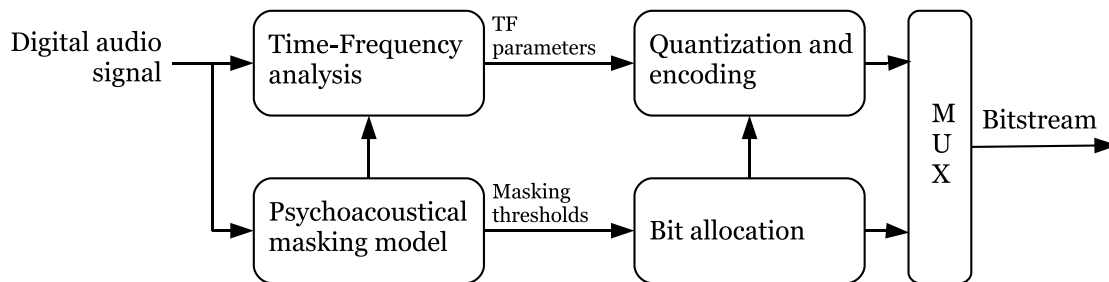 Digital audio
signal
Time-Frequency
analysis
TF
parameters
Quantization and
encoding
M
U
X
Bitstream
Psychoacoustical
masking model
Masking
thresholds
Bit allocation